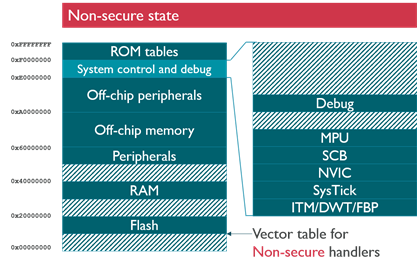 Non-secure state
0xFFFFFFFF
ROM tables
0xF0000000
System control and debug
0xE0000000
Off-chip peripherals
Debug
0xA0000000
Off-chip memory
MPU
SCB
0x60000000
Peripherals
NVIC
0x40000000
SysTick
RAM
ITM/DWT/FBP
0x20000000
Flash
Vector table for
Non-secure handlers
0x00000000